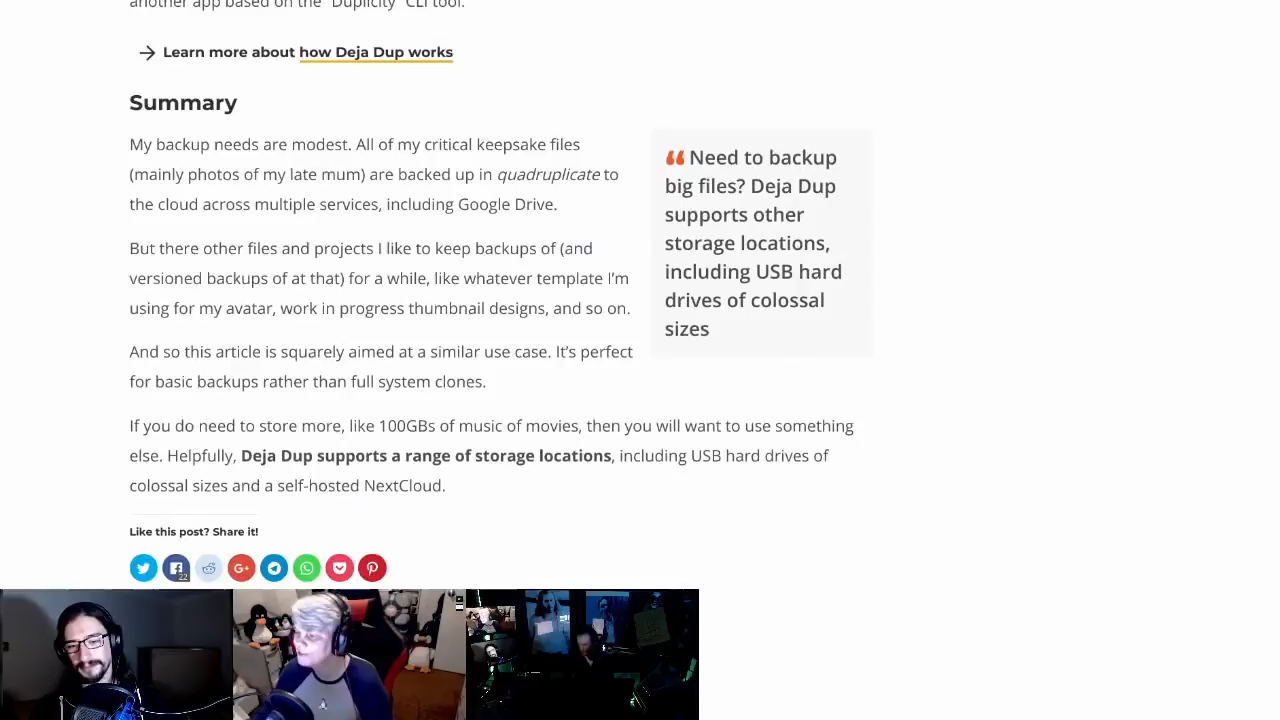 another app based on the “Duplicity” CLI tool.
→ Learn more about how Deja Dup works
Summary
My backup needs are modest. All of my critical keepsake files
(mainly photos of my late mum) are backed up in quadruplicate to
the cloud across multiple services, including Google Drive.
But there other files and projects I like to keep backups of (and
versioned backups of at that) for a while, like whatever template I’m
using for my avatar, work in progress thumbnail designs, and so on.
And so this article is squarely aimed at a similar use case. It’s perfect
for basic backups rather than full system clones.
“Need to backup
big files? Deja Dup
supports other
storage locations,
including USB hard
drives of colossal
sizes
If you do need to store more, like 100GBs of music of movies, then you will want to use something
else. Helpfully, Deja Dup supports a range of storage locations, including USB hard drives of
colossal sizes and a self-hosted NextCloud.
Like this post? Share it!
G+
22